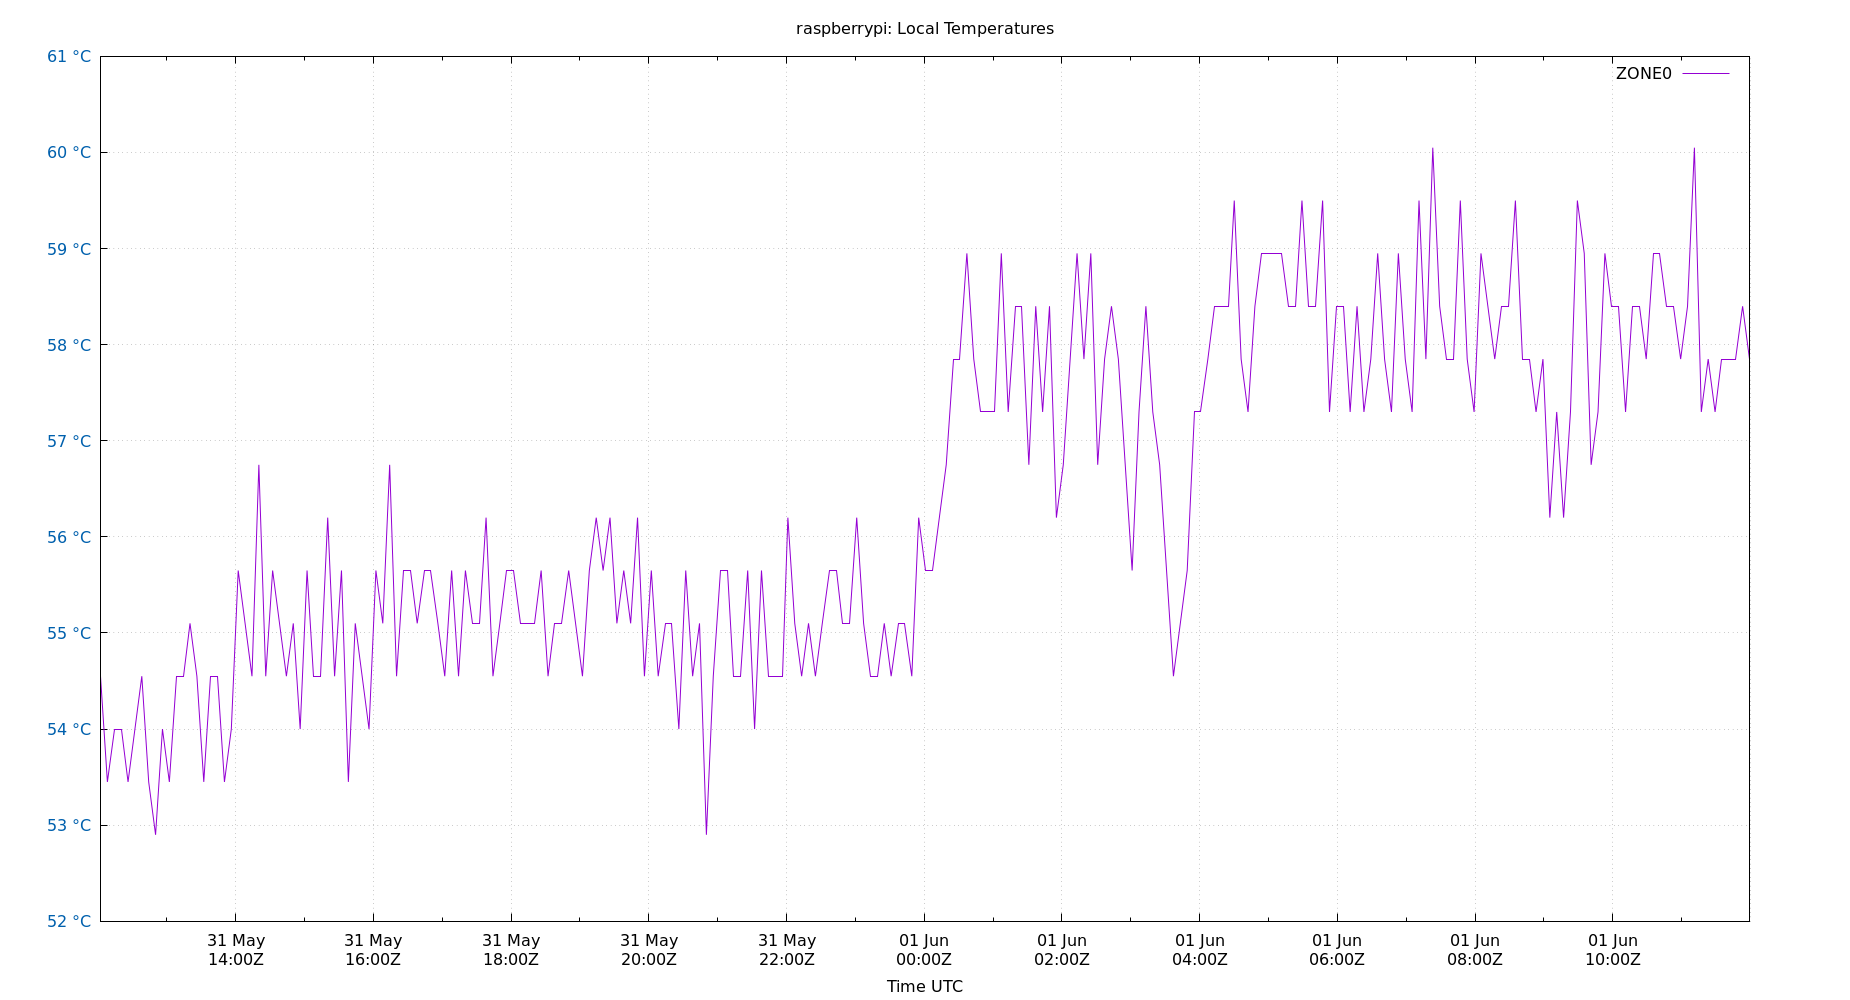 raspberrypi: Local Temperatures
61 °C
ZONE0
60 °C
59 °C
58 °C
57 °C
56 °C
55 °C
54 °C
53 °C
52 °C
31 May 31 May 31 May 31 May 31 May 01 Jun 01 Jun 01 Jun 01 Jun 01 Jun 01 Jun
14:00Z 16:00Z 18:00Z 20:00Z 22:00Z 00:00Z 02:00Z 04:00Z 06:00Z 08:00Z 10:00Z
Time UTC